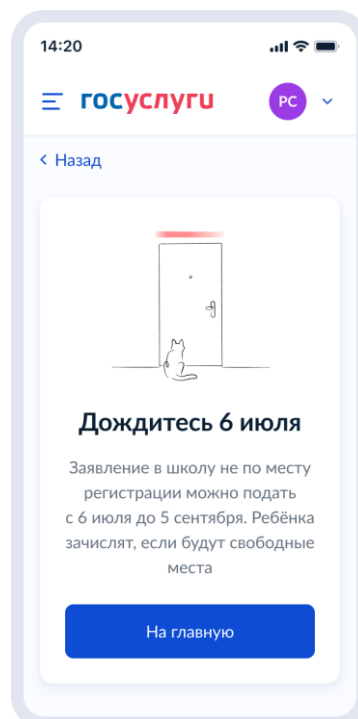 14:20
госуслуги
РС
Назад
Дождитесь 6 июля
Заявление в школу не по месту
регистрации можно подать
с 6 июля до 5 сентября. Ребёнка
зачислят, если будут свободные
места
На главную